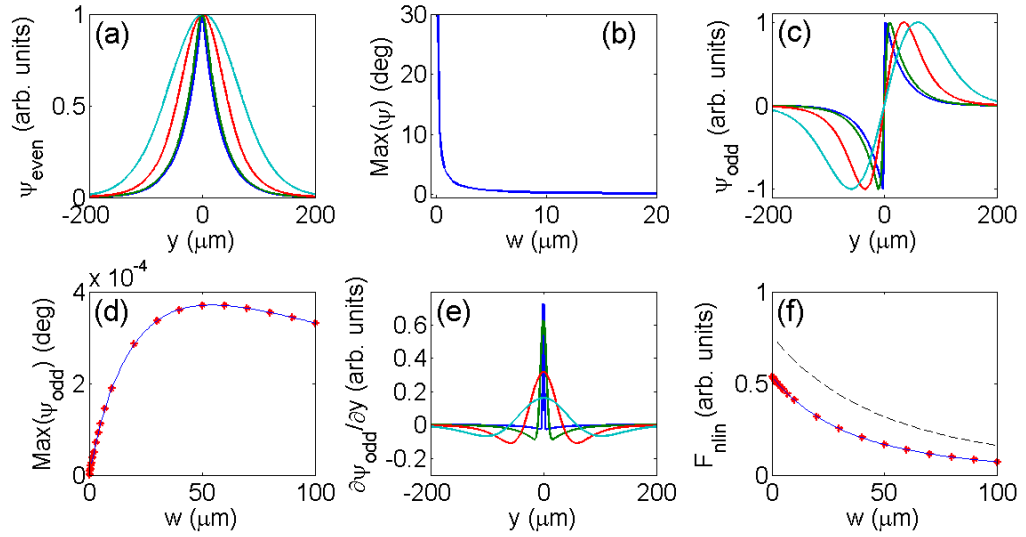 (a)
ψeven (arb. units)
1
0.5
0
-200
0
200
y (μm)
(b)
Max(ψ) (deg)
30
20
10
0
0
10
20
w (μm)
(c)
ψodd (arb. units)
1
0
-1
-200
0
200
y (μm)
(d)
x 10-4
Max(ψodd) (deg)
4
2
0
0
50
100
w (μm)
(e)
∂ψodd/∂y (arb. units)
0.6
0.4
0.2
0
-0.2
-200
0
200
y (μm)
(f)
Fnlin (arb. units)
1
0.5
0
0
50
100
w (μm)